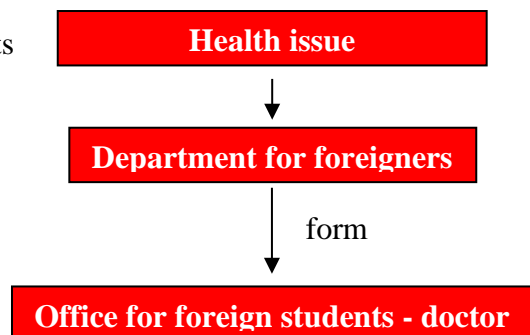 Health issue
Department for foreigners
form
Office for foreign students - doctor